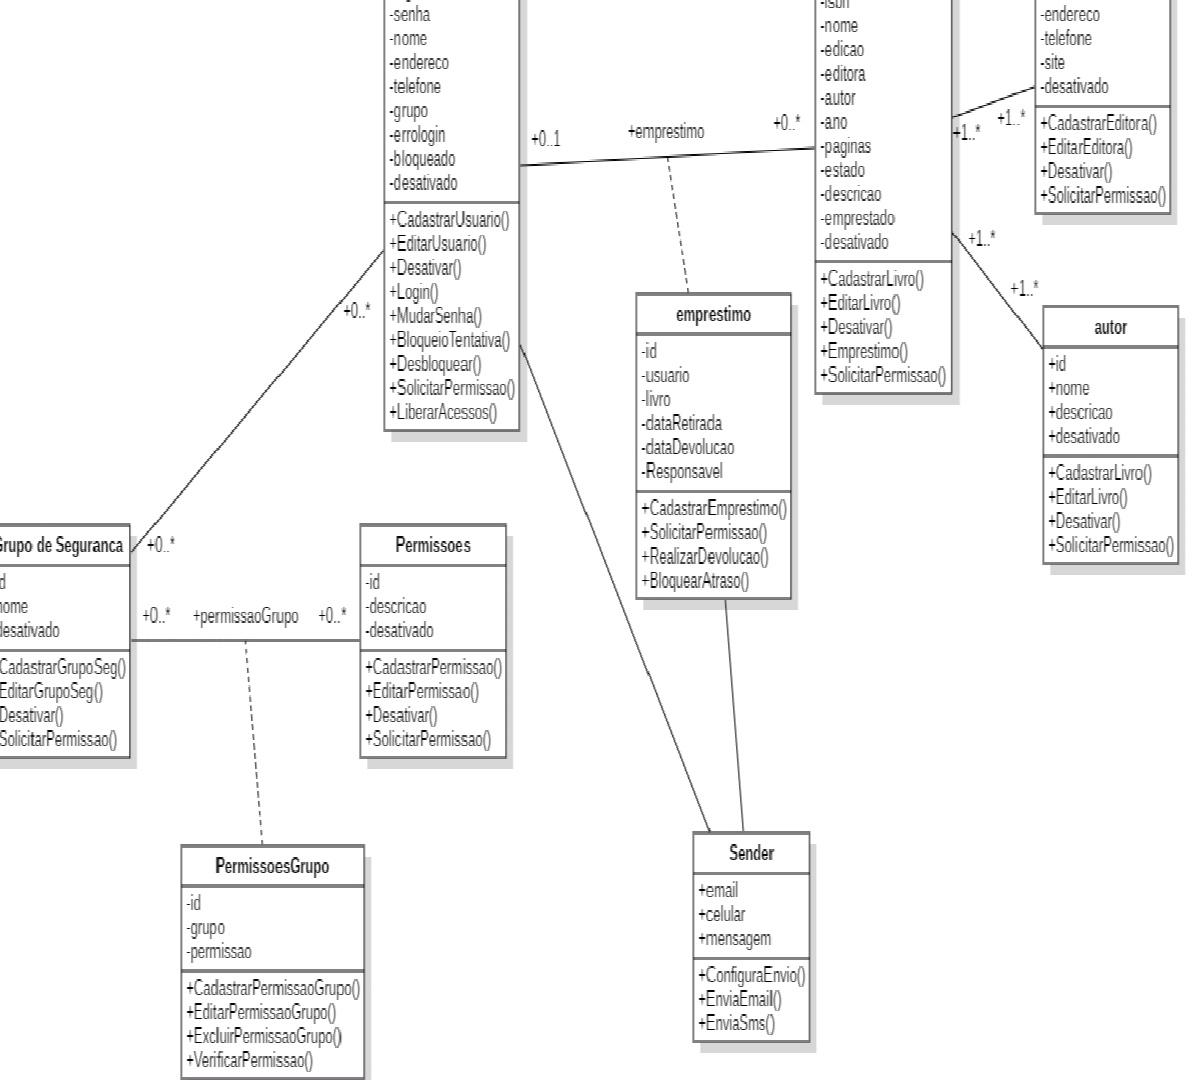 -senha
-nome
-endereco
-telefone
-grupo
-errologin
-bloqueado
-desativado
+CadastrarUsuario()
+EditarUsuario()
+Desativar()
+Login()
+MudarSenha()
+BloqueioTentativa()
+Desbloquear()
+SolicitarPermissao()
+LiberarAcessos()
+0..1
+emprestimo
+0..*
-isbn
-nome
-edicao
-editora
-autor
-ano
-paginas
-estado
-descricao
-emprestado
-desativado
+CadastrarLivro()
+EditarLivro()
+Desativar()
+Emprestimo()
+SolicitarPermissao()
+1..*
+1..*
-endereco
-telefone
-site
-desativado
+CadastrarEditora()
+EditarEditora()
+Desativar()
+SolicitarPermissao()
+1..*
+1..*
autor
+id
+nome
+descricao
+desativado
+CadastrarLivro()
+EditarLivro()
+Desativar()
+SolicitarPermissao()
emprestimo
-id
-usuario
-livro
-dataRetirada
-dataDevolucao
-Responsavel
+CadastrarEmprestimo()
+SolicitarPermissao()
+RealizarDevolucao()
+BloquearAtraso()
+0..*
+0..*
Grupo de Seguranca
d
nome
desativado
CadastrarGrupoSeg()
EditarGrupoSeg()
Desativar()
SolicitarPermissao()
+0..*
+permissaoGrupo
+0..*
Permissoes
-id
-descricao
-desativado
+CadastrarPermissao()
+EditarPermissao()
+Desativar()
+SolicitarPermissao()
PermissoesGrupo
-id
-grupo
-permissao
+CadastrarPermissaoGrupo()
+EditarPermissaoGrupo()
+ExcluirPermissaoGrupo()
+VerificarPermissao()
Sender
+email
+celular
+mensagem
+ConfiguraEnvio()
+EnviaEmail()
+EnviaSms()